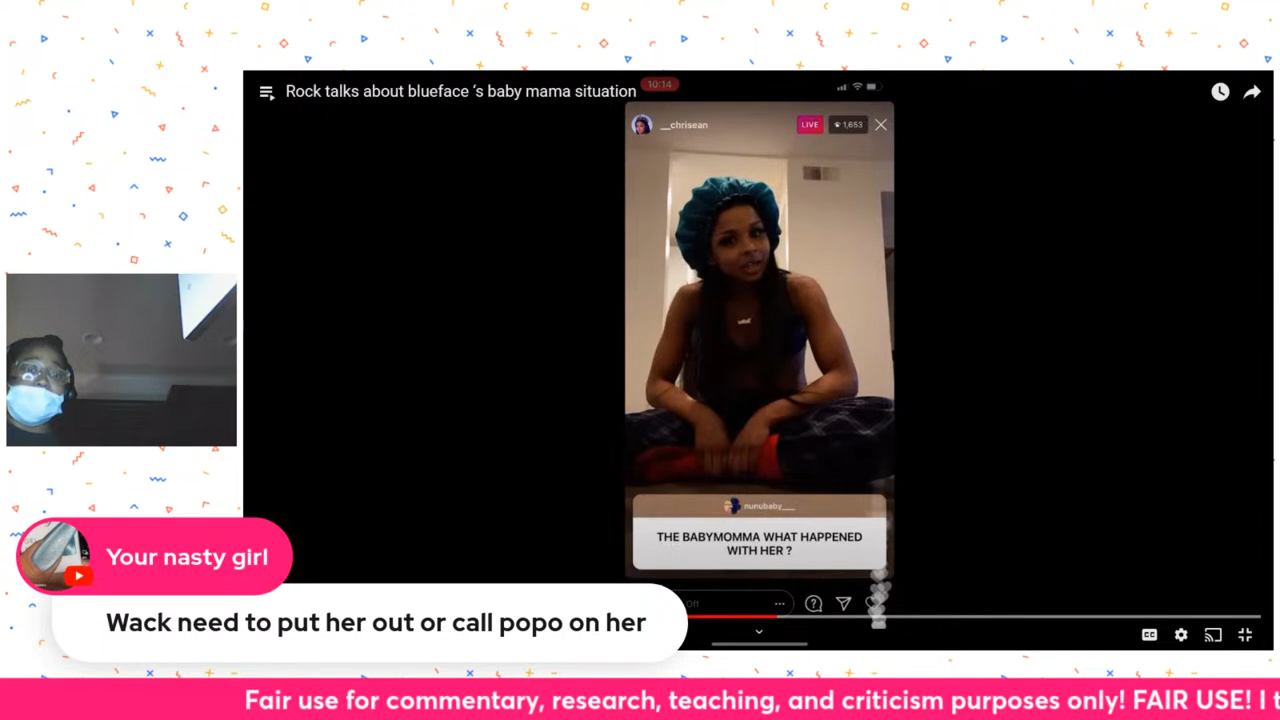 Rock talks about blueface ‘s baby mama situation
10:14
__chrisean
LIVE
1,653
nunubaby___
THE BABYMOMMA WHAT HAPPENED
WITH HER ?
Your nasty girl
Wack need to put her out or call popo on her
CC
Fair use for commentary, research, teaching, and criticism purposes only! FAIR USE! I t